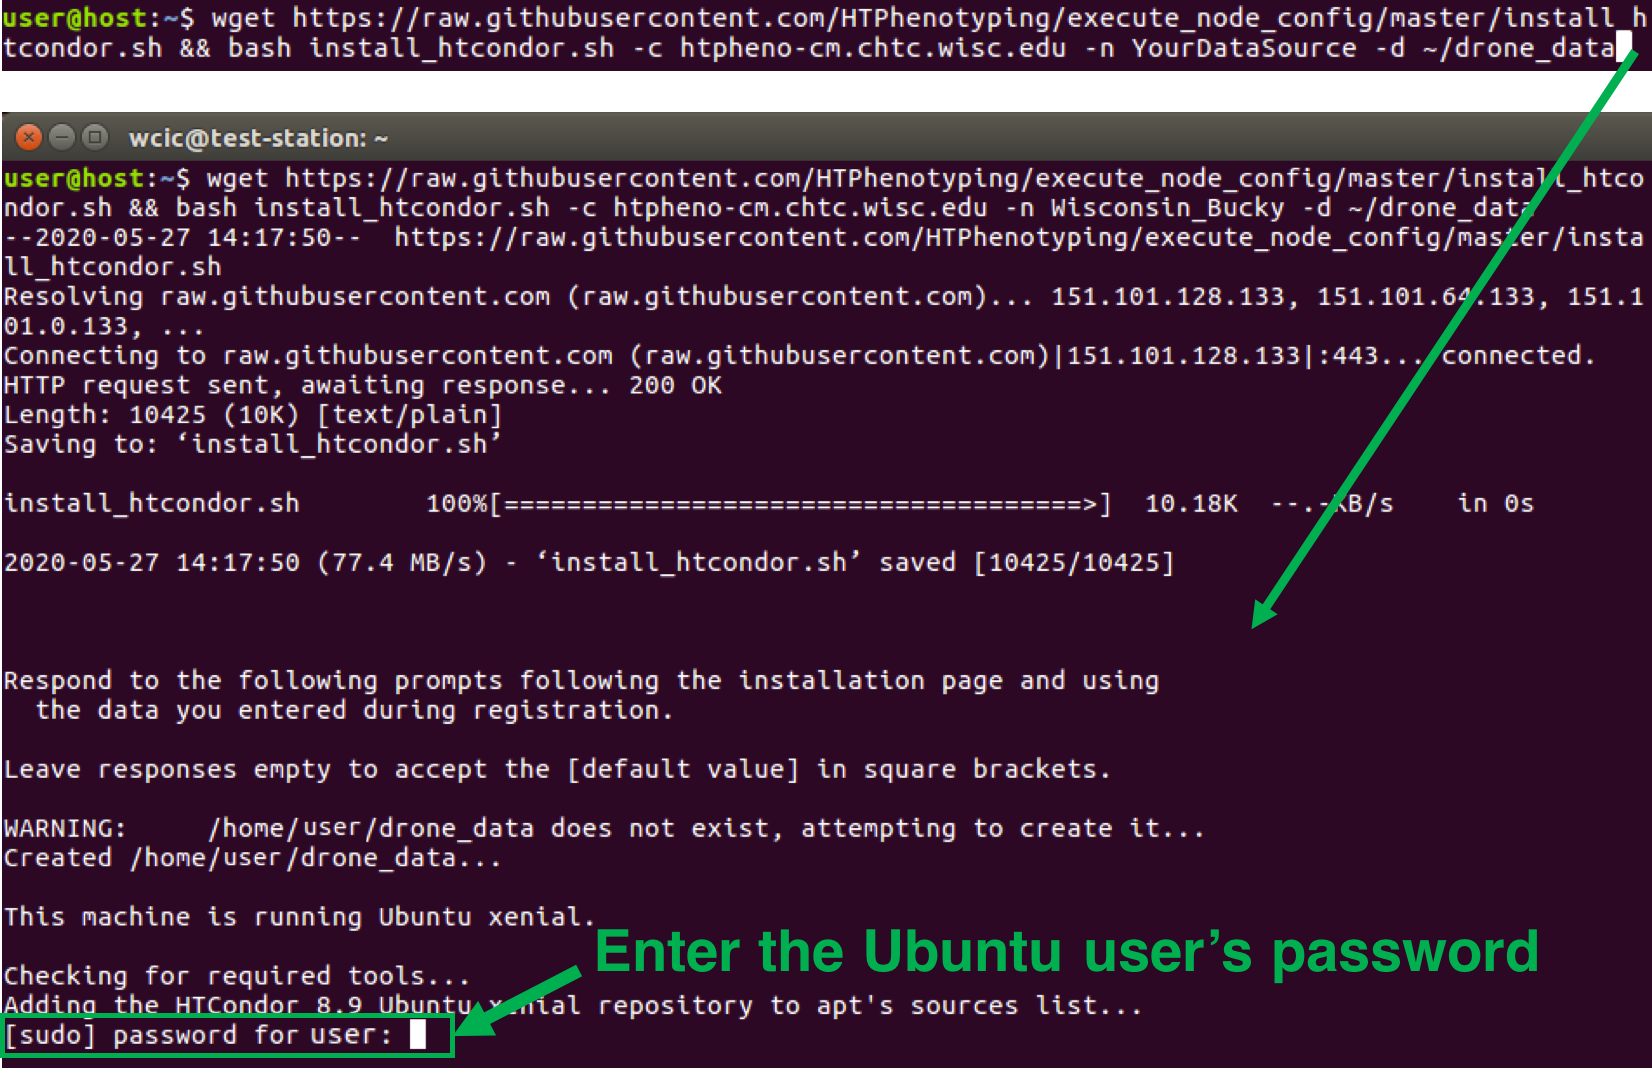 user@host:~$ wget https://raw.githubusercontent.com/HTPhenotyping/execute_node_config/master/install_h
tcondor.sh && bash install_htcondor.sh -c htpheno-cm.chtc.wisc.edu -n YourDataSource -d ~/drone_data
wcic@test-station: ~
user@host:~$ wget https://raw.githubusercontent.com/HTPhenotyping/execute_node_config/master/install_htco
ndor.sh && bash install_htcondor.sh -c htpheno-cm.chtc.wisc.edu -n Wisconsin_Bucky -d ~/drone_data
--2020-05-27 14:17:50--  https://raw.githubusercontent.com/HTPhenotyping/execute_node_config/master/insta
ll_htcondor.sh
Resolving raw.githubusercontent.com (raw.githubusercontent.com)... 151.101.128.133, 151.101.64.133, 151.1
01.0.133, ...
Connecting to raw.githubusercontent.com (raw.githubusercontent.com)|151.101.128.133|:443... connected.
HTTP request sent, awaiting response... 200 OK
Length: 10425 (10K) [text/plain]
Saving to: ‘install_htcondor.sh’
install_htcondor.sh        100%[=====================================>]  10.18K  --.-KB/s    in 0s
2020-05-27 14:17:50 (77.4 MB/s) - ‘install_htcondor.sh’ saved [10425/10425]
Respond to the following prompts following the installation page and using
the data you entered during registration.
Leave responses empty to accept the [default value] in square brackets.
WARNING:     /home/user/drone_data does not exist, attempting to create it...
Created /home/user/drone_data...
This machine is running Ubuntu xenial.
Enter the Ubuntu user’s password
Checking for required tools...
Adding the HTCondor 8.9 Ubuntu xenial repository to apt's sources list...
[sudo] password for user: